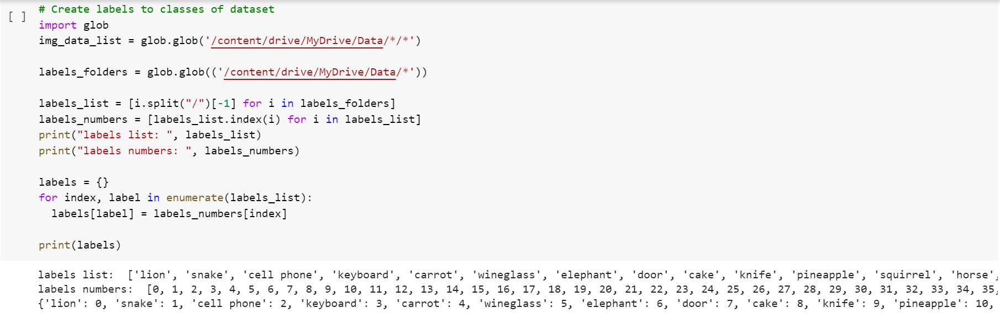 # Create labels to classes of dataset
[ ] import glob
img_data_list = glob.glob('/content/drive/MyDrive/Data/*/*')
labels_folders = glob.glob(('/content/drive/MyDrive/Data/*'))
labels_list = [i.split("/")[-1] for i in labels_folders]
labels_numbers = [labels_list.index(i) for i in labels_list]
print("labels list: ", labels_list)
print("labels numbers: ", labels_numbers)
labels = {}
for index, label in enumerate(labels_list):
  labels[label] = labels_numbers[index]
print(labels)
labels list:  ['lion', 'snake', 'cell phone', 'keyboard', 'carrot', 'wineglass', 'elephant', 'door', 'cake', 'knife', 'pineapple', 'squirrel', 'horse',
labels numbers:  [0, 1, 2, 3, 4, 5, 6, 7, 8, 9, 10, 11, 12, 13, 14, 15, 16, 17, 18, 19, 20, 21, 22, 23, 24, 25, 26, 27, 28, 29, 30, 31, 32, 33, 34, 35,
{'lion': 0, 'snake': 1, 'cell phone': 2, 'keyboard': 3, 'carrot': 4, 'wineglass': 5, 'elephant': 6, 'door': 7, 'cake': 8, 'knife': 9, 'pineapple': 10,